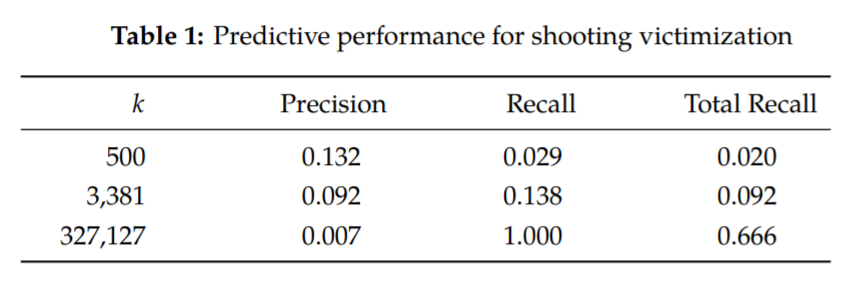 Table 1: Predictive performance for shooting victimization
k Precision Recall Total Recall
500 0.132 0.029 0.020
3,381 0.092 0.138 0.092
327,127 0.007 1.000 0.666